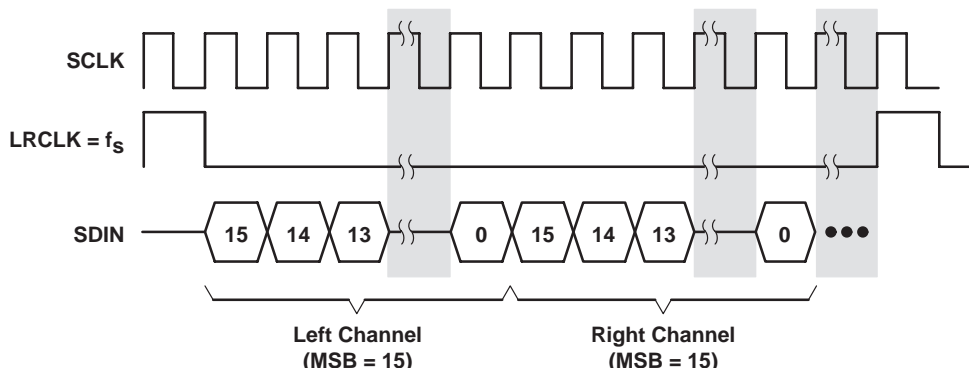 SCLK
LRCLK = fs
SDIN
15 14 13 0 15 14 13 0
Left Channel
(MSB = 15)
Right Channel
(MSB = 15)